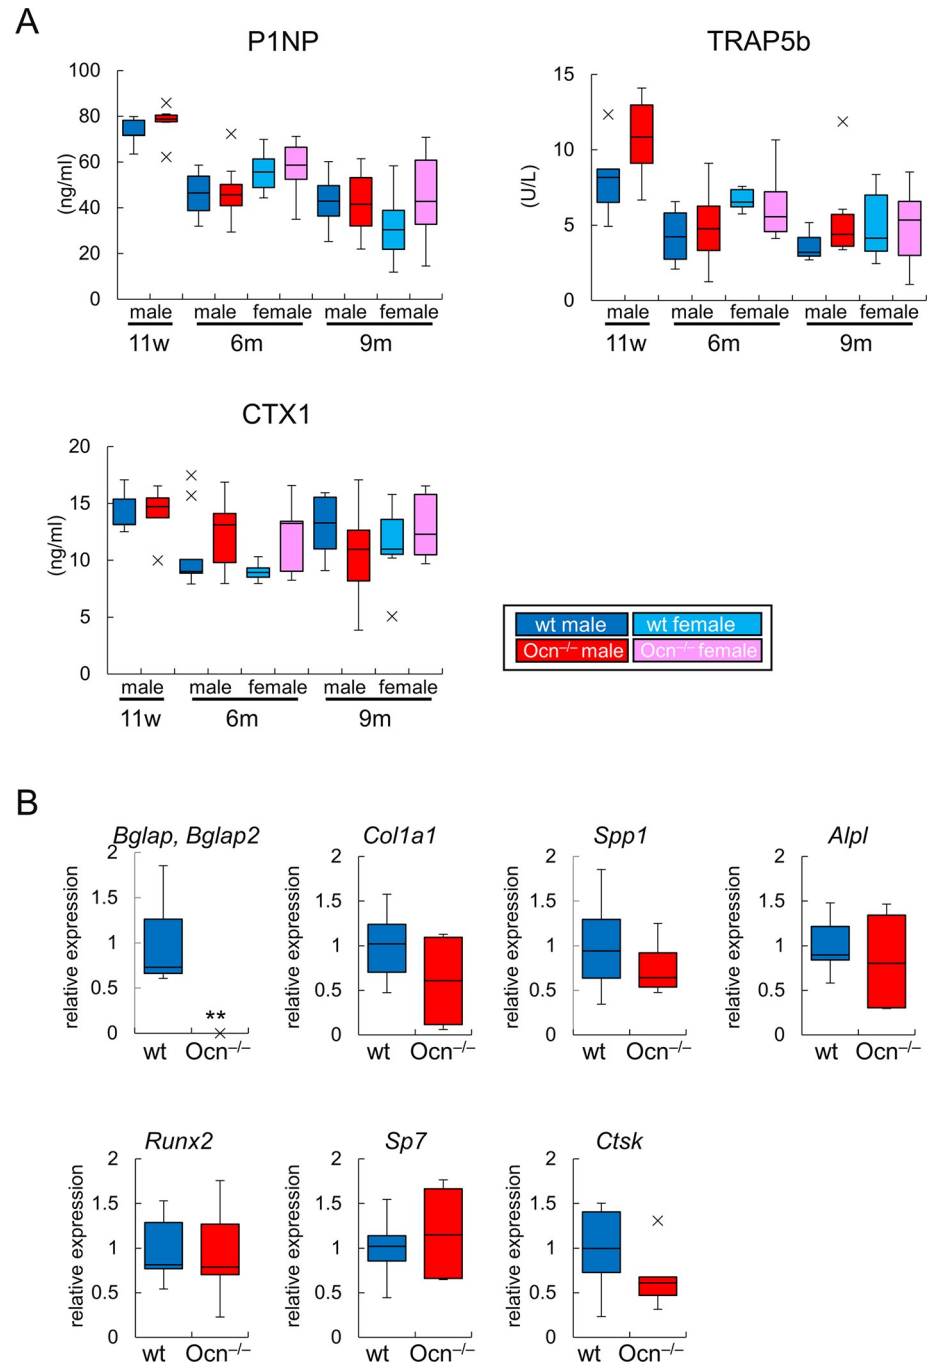 A
P1NP
TRAP5b
100
80
60
40
20
0
(ng/ml)
male
male
female
male
female
11w
6m
9m
15
10
5
0
(U/L)
male
male
female
male
female
11w
6m
9m
CTX1
20
15
10
5
0
(ng/ml)
male
male
female
male
female
11w
6m
9m
wt male
wt female
Ocn–/– male
Ocn–/– female
B
Bglap, Bglap2
Col1a1
Spp1
Alpl
2
1.5
1
0.5
0
relative expression
**
wt Ocn–/–
2
1.5
1
0.5
0
relative expression
wt Ocn–/–
2
1.5
1
0.5
0
relative expression
wt Ocn–/–
2
1.5
1
0.5
0
relative expression
wt Ocn–/–
Runx2
Sp7
Ctsk
2
1.5
1
0.5
0
relative expression
wt Ocn–/–
2
1.5
1
0.5
0
relative expression
wt Ocn–/–
2
1.5
1
0.5
0
relative expression
wt Ocn–/–